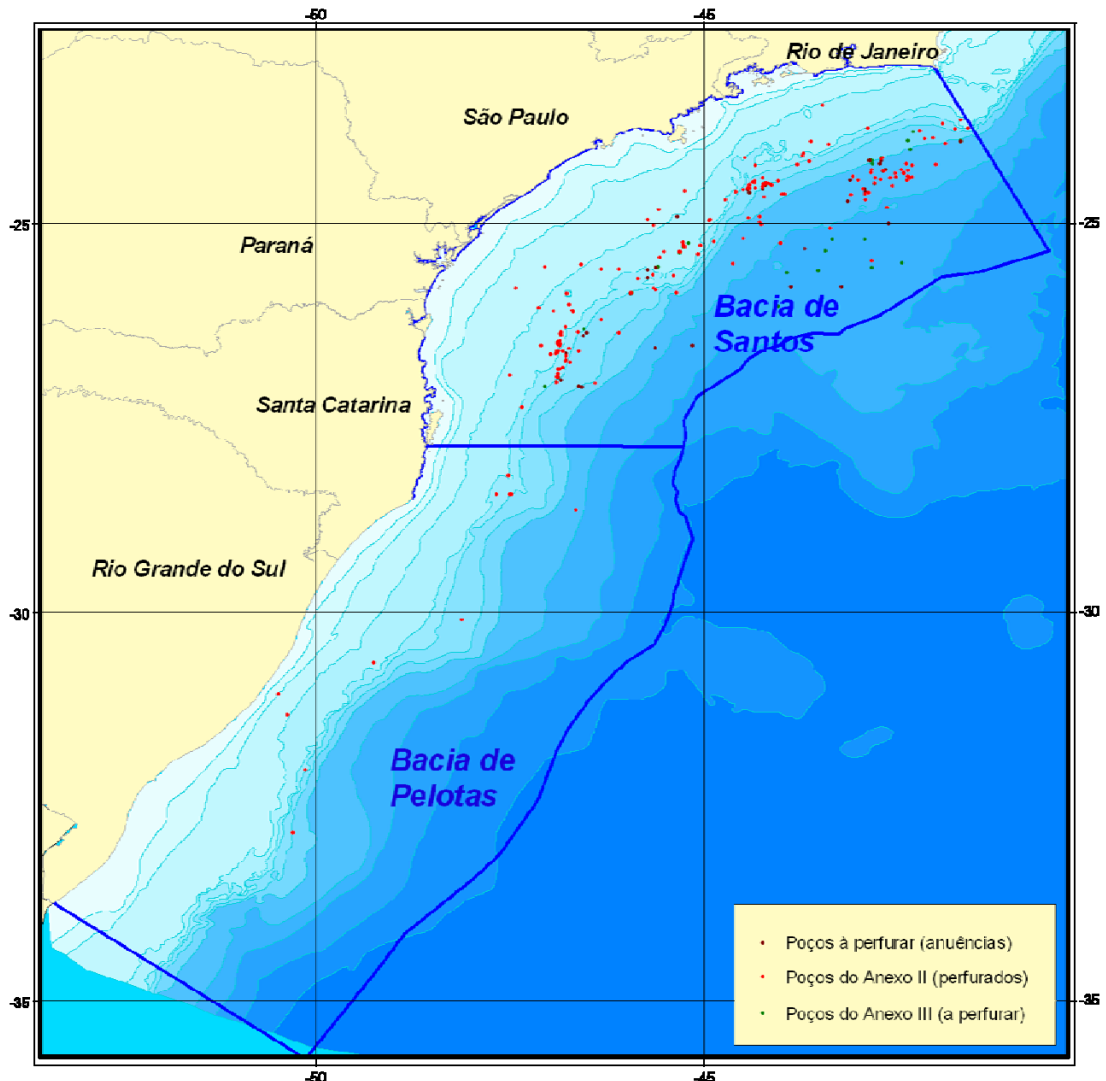 -50
-45
Rio de Janeiro
São Paulo
-25
-25
Paraná
Bacia de
Santos
Santa Catarina
Rio Grande do Sul
-30
-30
Bacia de
Pelotas
Poços à perfurar (anuências)
Poços do Anexo II (perfurados)
Poços do Anexo III (a perfurar)
-35
-35
-50
-45